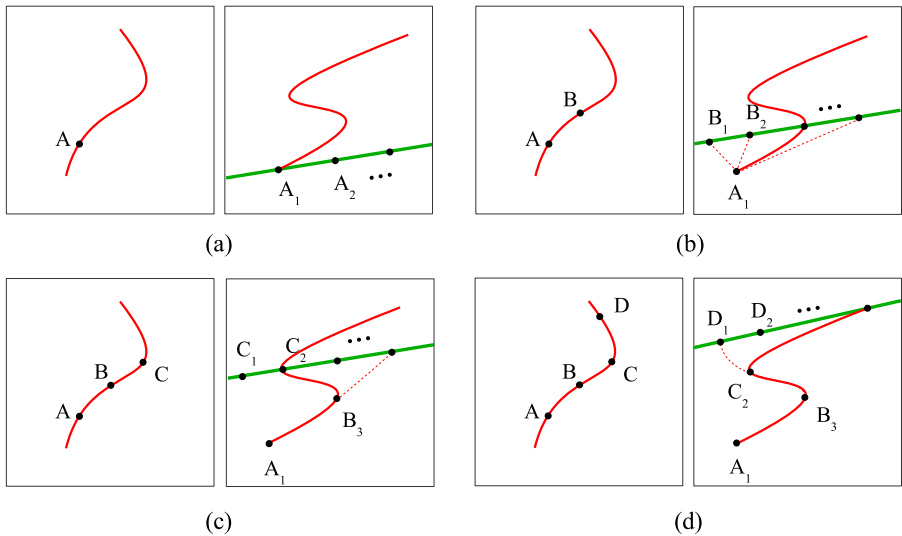 A
A1 A2 ...
(a)
B
A
B1 B2 ...
A1
(b)
A B C
C1 C2 ...
B3
A1
(c)
D
A B C
D1 D2 ...
C2
B3
A1
(d)